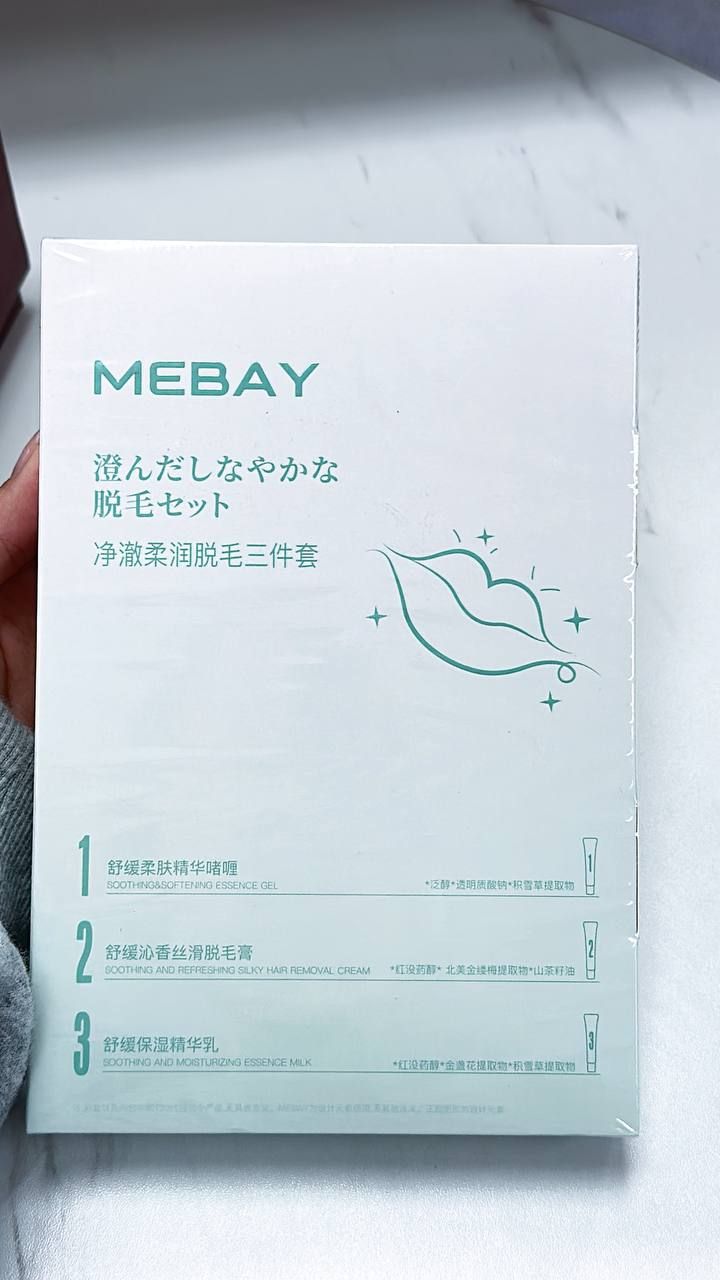 MEBAY
澄んだしなやかな
脱毛セット
净澈柔润脱毛三件套
1
舒缓柔肤精华啫喱
SOOTHING&SOFTENING ESSENCE GEL
*泛醇*透明质酸钠*积雪草提取物
1
2
舒缓沁香丝滑脱毛膏
SOOTHING AND REFRESHING SILKY HAIR REMOVAL CREAM
*红没药醇* 北美金缕梅提取物*山茶籽油
2
3
舒缓保湿精华乳
SOOTHING AND MOISTURIZING ESSENCE MILK
*红没药醇*金盏花提取物*积雪草提取物
3